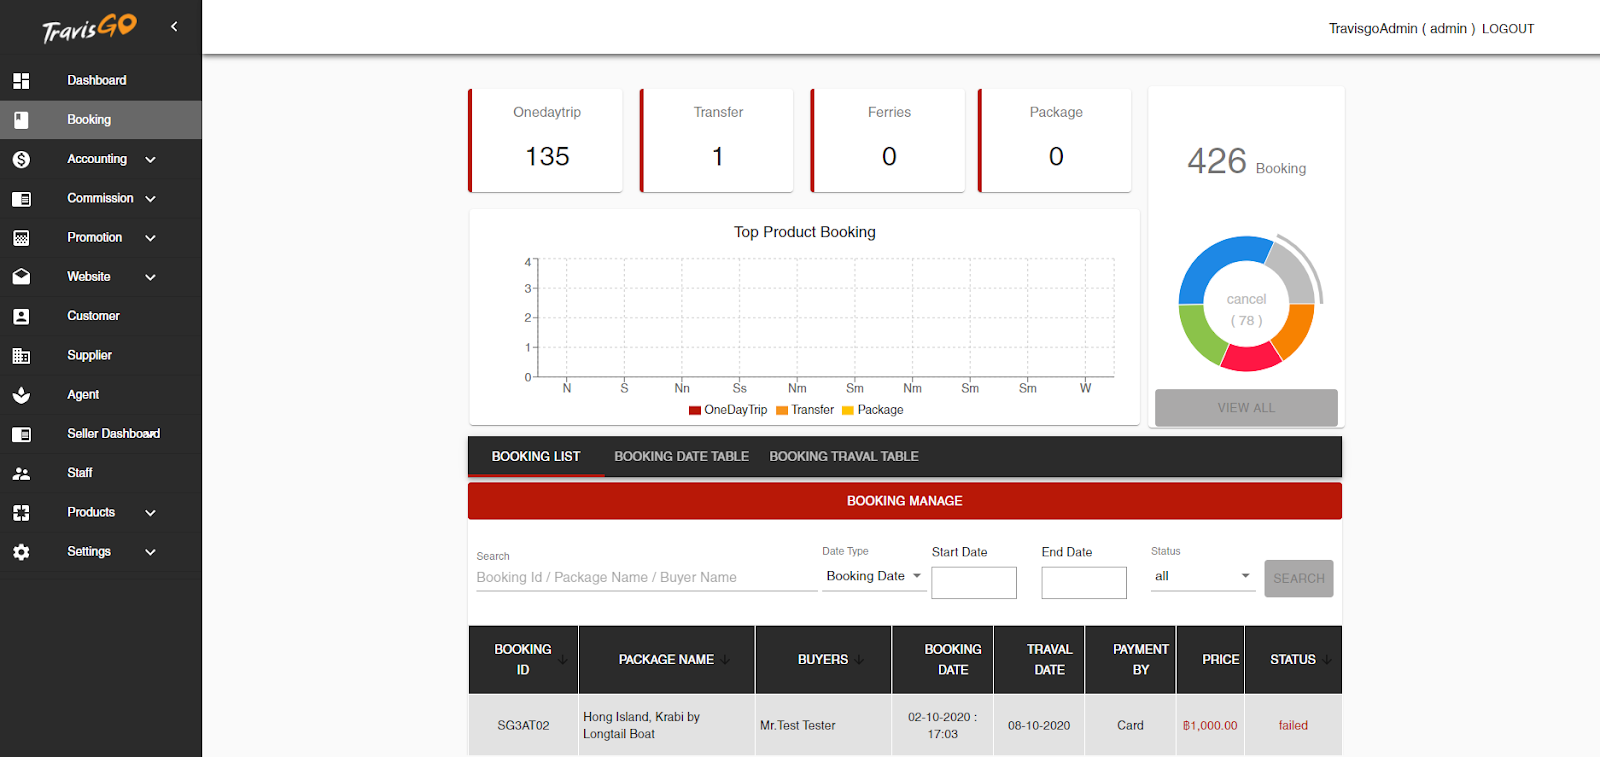 TravisGO
TravisgoAdmin ( admin ) LOGOUT
Dashboard
Booking
Accounting
Commission
Promotion
Website
Customer
Supplier
Agent
Seller Dashboard
Staff
Products
Settings
Onedaytrip
135
Transfer
1
Ferries
0
Package
0
426 Booking
cancel
( 78 )
VIEW ALL
Top Product Booking
4
3
2
1
0
N S Nn Ss Nm Sm Nm Sm Sm W
OneDayTrip Transfer Package
BOOKING LIST BOOKING DATE TABLE BOOKING TRAVAL TABLE
BOOKING MANAGE
Search
Booking Id / Package Name / Buyer Name
Date Type
Booking Date
Start Date
End Date
Status
all
SEARCH
BOOKING
ID
PACKAGE NAME
BUYERS
BOOKING
DATE
TRAVAL
DATE
PAYMENT
BY
PRICE
STATUS
SG3AT02
Hong Island, Krabi by
Longtail Boat
Mr.Test Tester
02-10-2020 :
17:03
08-10-2020
Card
฿1,000.00
failed